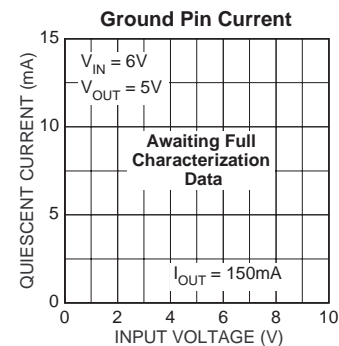 Ground Pin Current
15
V_IN = 6V
V_OUT = 5V
10
QUIESCENT CURRENT (mA)
Awaiting Full
Characterization
Data
5
I_OUT = 150mA
0
0 2 4 6 8 10
INPUT VOLTAGE (V)